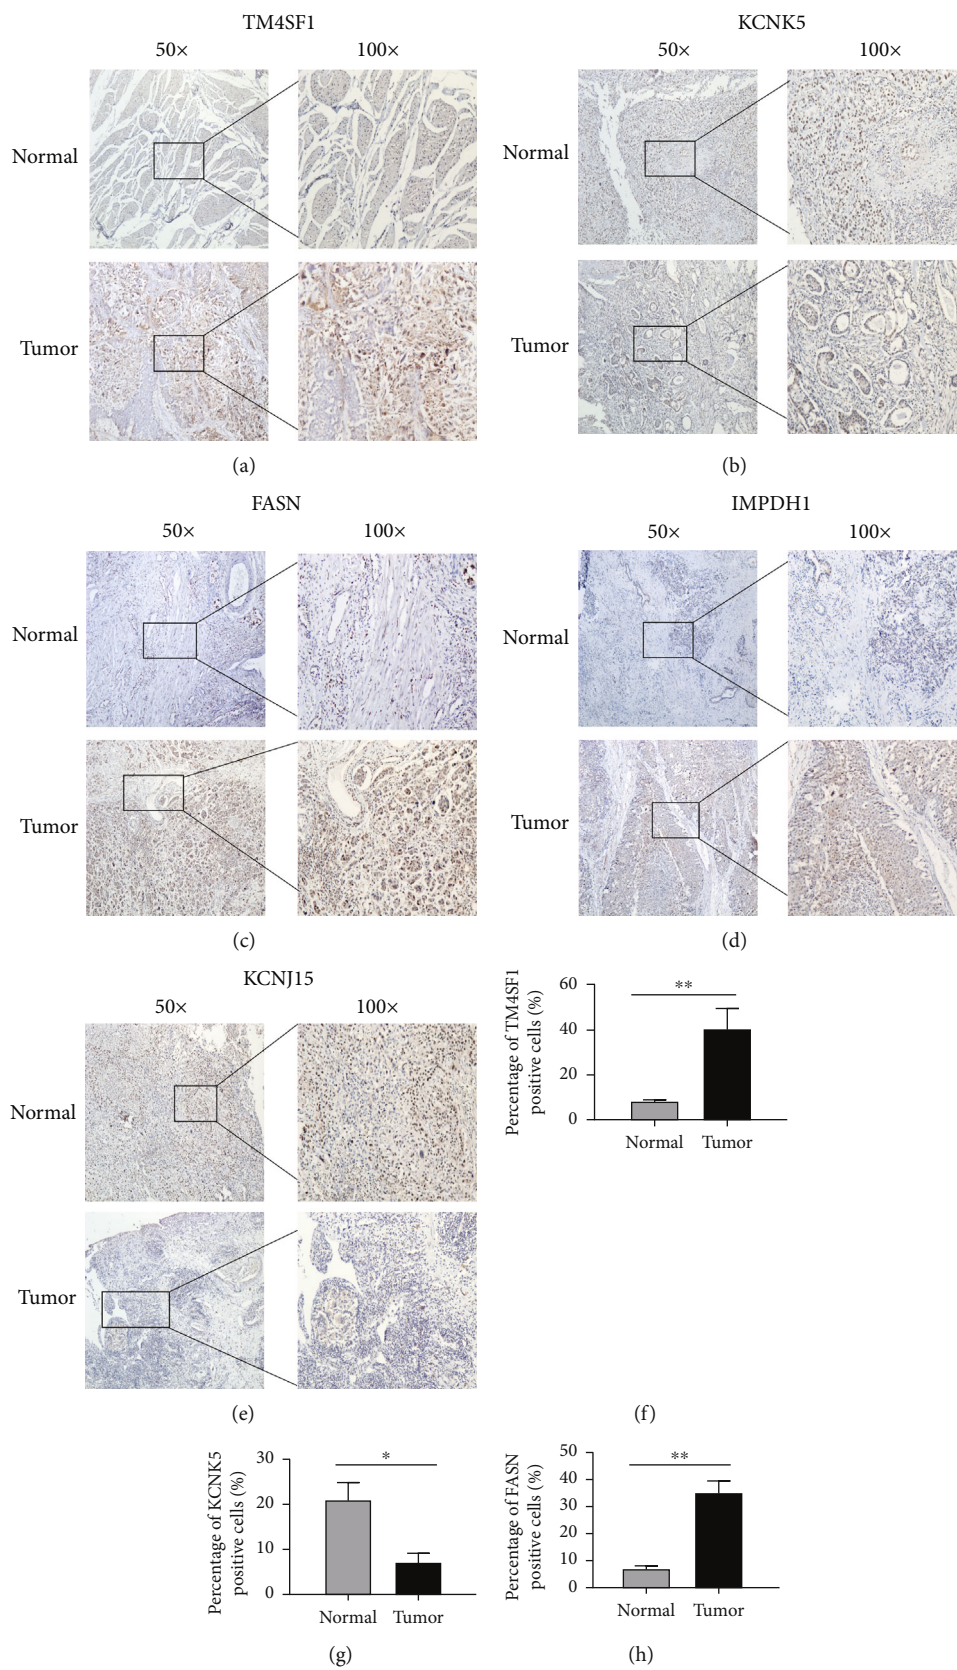 TM4SF1
50× 100×
Normal
Tumor
(a)
KCNK5
50× 100×
Normal
Tumor
(b)
FASN
50× 100×
Normal
Tumor
(c)
IMPDH1
50× 100×
Normal
Tumor
(d)
KCNJ15
50× 100×
Normal
Tumor
(e)
Percentage of TM4SF1
positive cells (%)
60
40
20
0
**
Normal Tumor
(f)
Percentage of KCNK5
positive cells (%)
30
20
10
0
*
Normal Tumor
(g)
Percentage of FASN
positive cells (%)
50
40
30
20
10
0
**
Normal Tumor
(h)